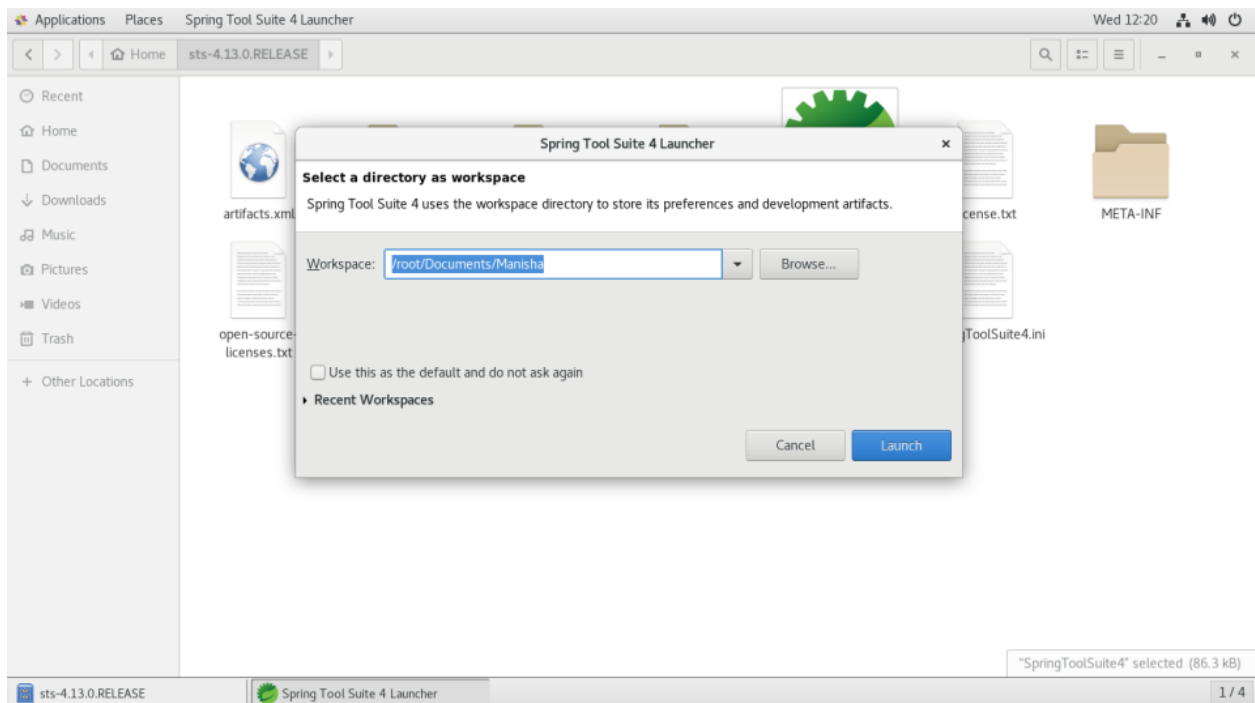 Applications Places Spring Tool Suite 4 Launcher Wed 12:20
Home sts-4.13.0.RELEASE
Recent
Home
Documents
Downloads
Music
Pictures
Videos
Trash
+ Other Locations
artifacts.xml
cense.txt
META-INF
open-source-
licenses.txt
gToolSuite4.ini
Spring Tool Suite 4 Launcher
Select a directory as workspace
Spring Tool Suite 4 uses the workspace directory to store its preferences and development artifacts.
Workspace: /root/Documents/Manisha Browse...
Use this as the default and do not ask again
Recent Workspaces
Cancel Launch
"SpringToolSuite4" selected (86.3 kB)
sts-4.13.0.RELEASE Spring Tool Suite 4 Launcher 1 / 4